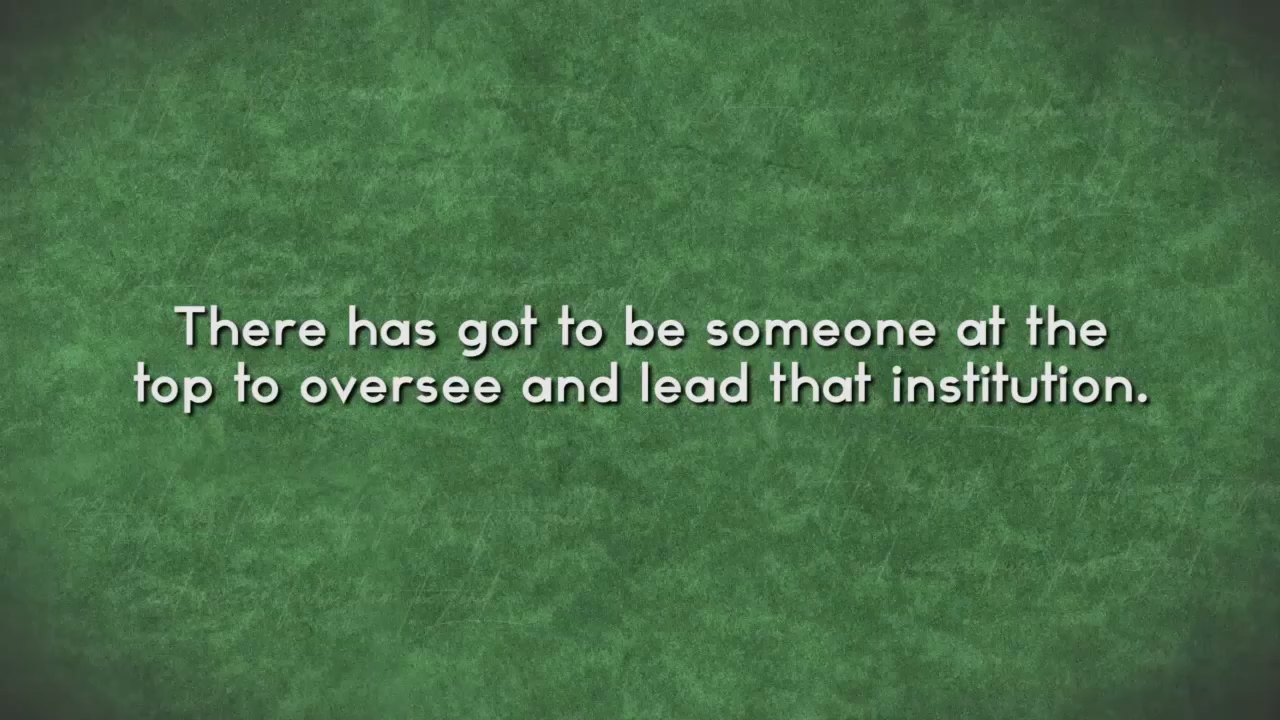 There has got to be someone at the
top to oversee and lead that institution.